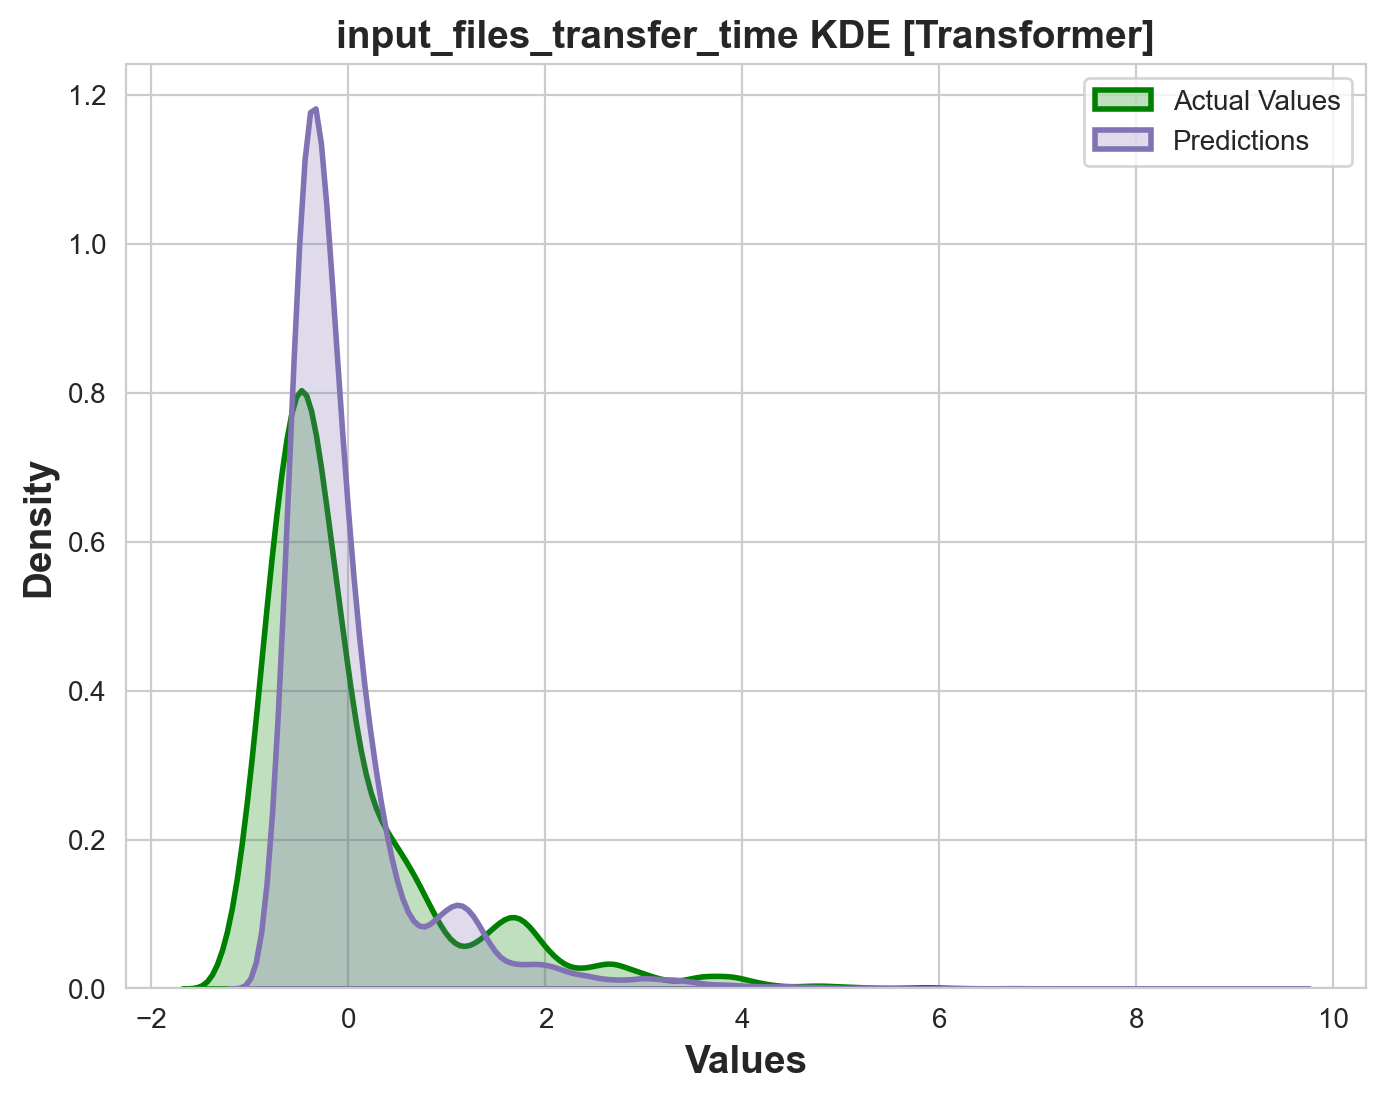 input_files_transfer_time KDE [Transformer]
Actual Values
Predictions
1.2
1.0
0.8
0.6
0.4
0.2
0.0
Density
−2
0
2
4
6
8
10
Values